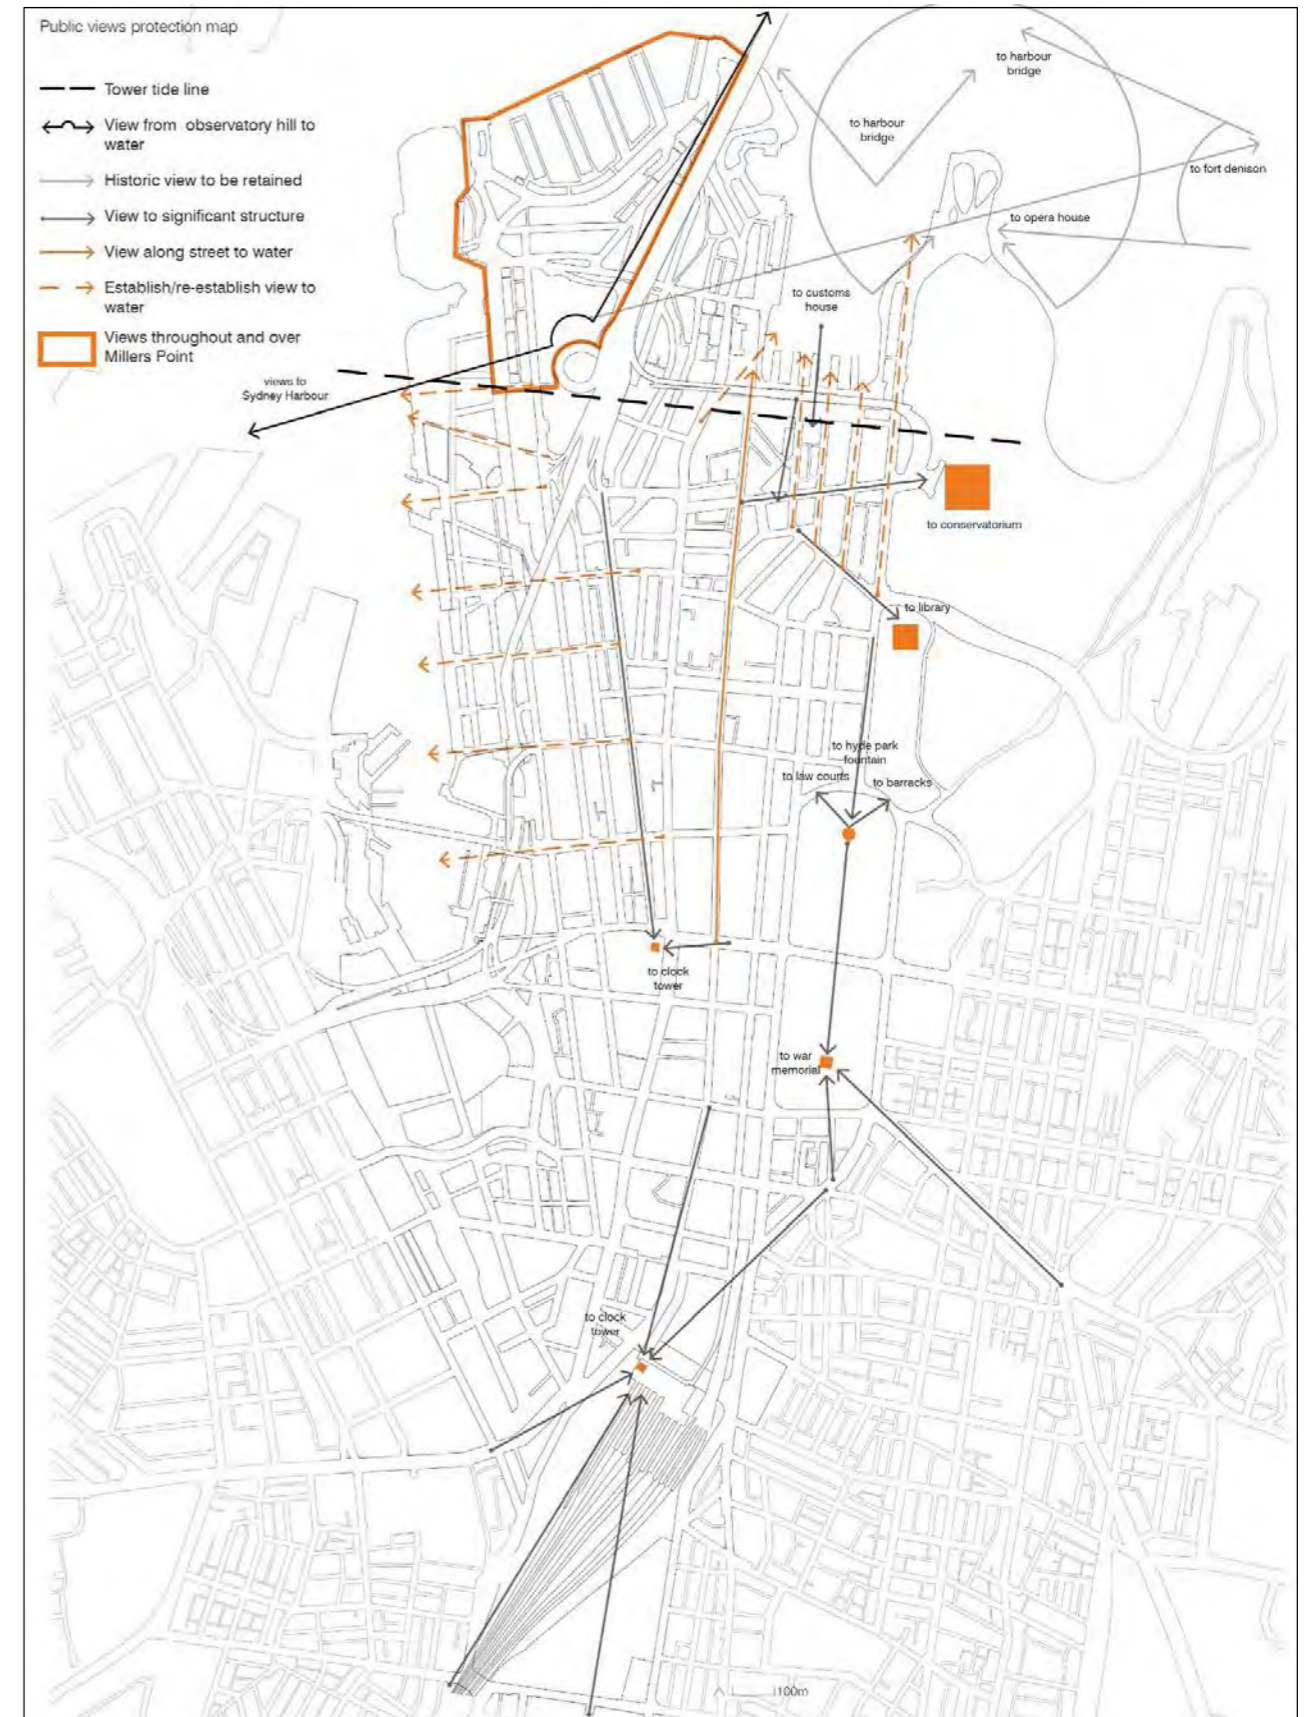 Public views protection map
Tower tide line
View from observatory hill to
water
Historic view to be retained
View to significant structure
View along street to water
Establish/re-establish view to
water
Views throughout and over
Millers Point
to harbour
bridge
to harbour
bridge
to fort denison
to opera house
to customs
house
views to
Sydney Harbour
to conservatorium
to library
to hyde park
fountain
to law courts
to barracks
to clock
tower
to war
memorial
to clock
tower
100m